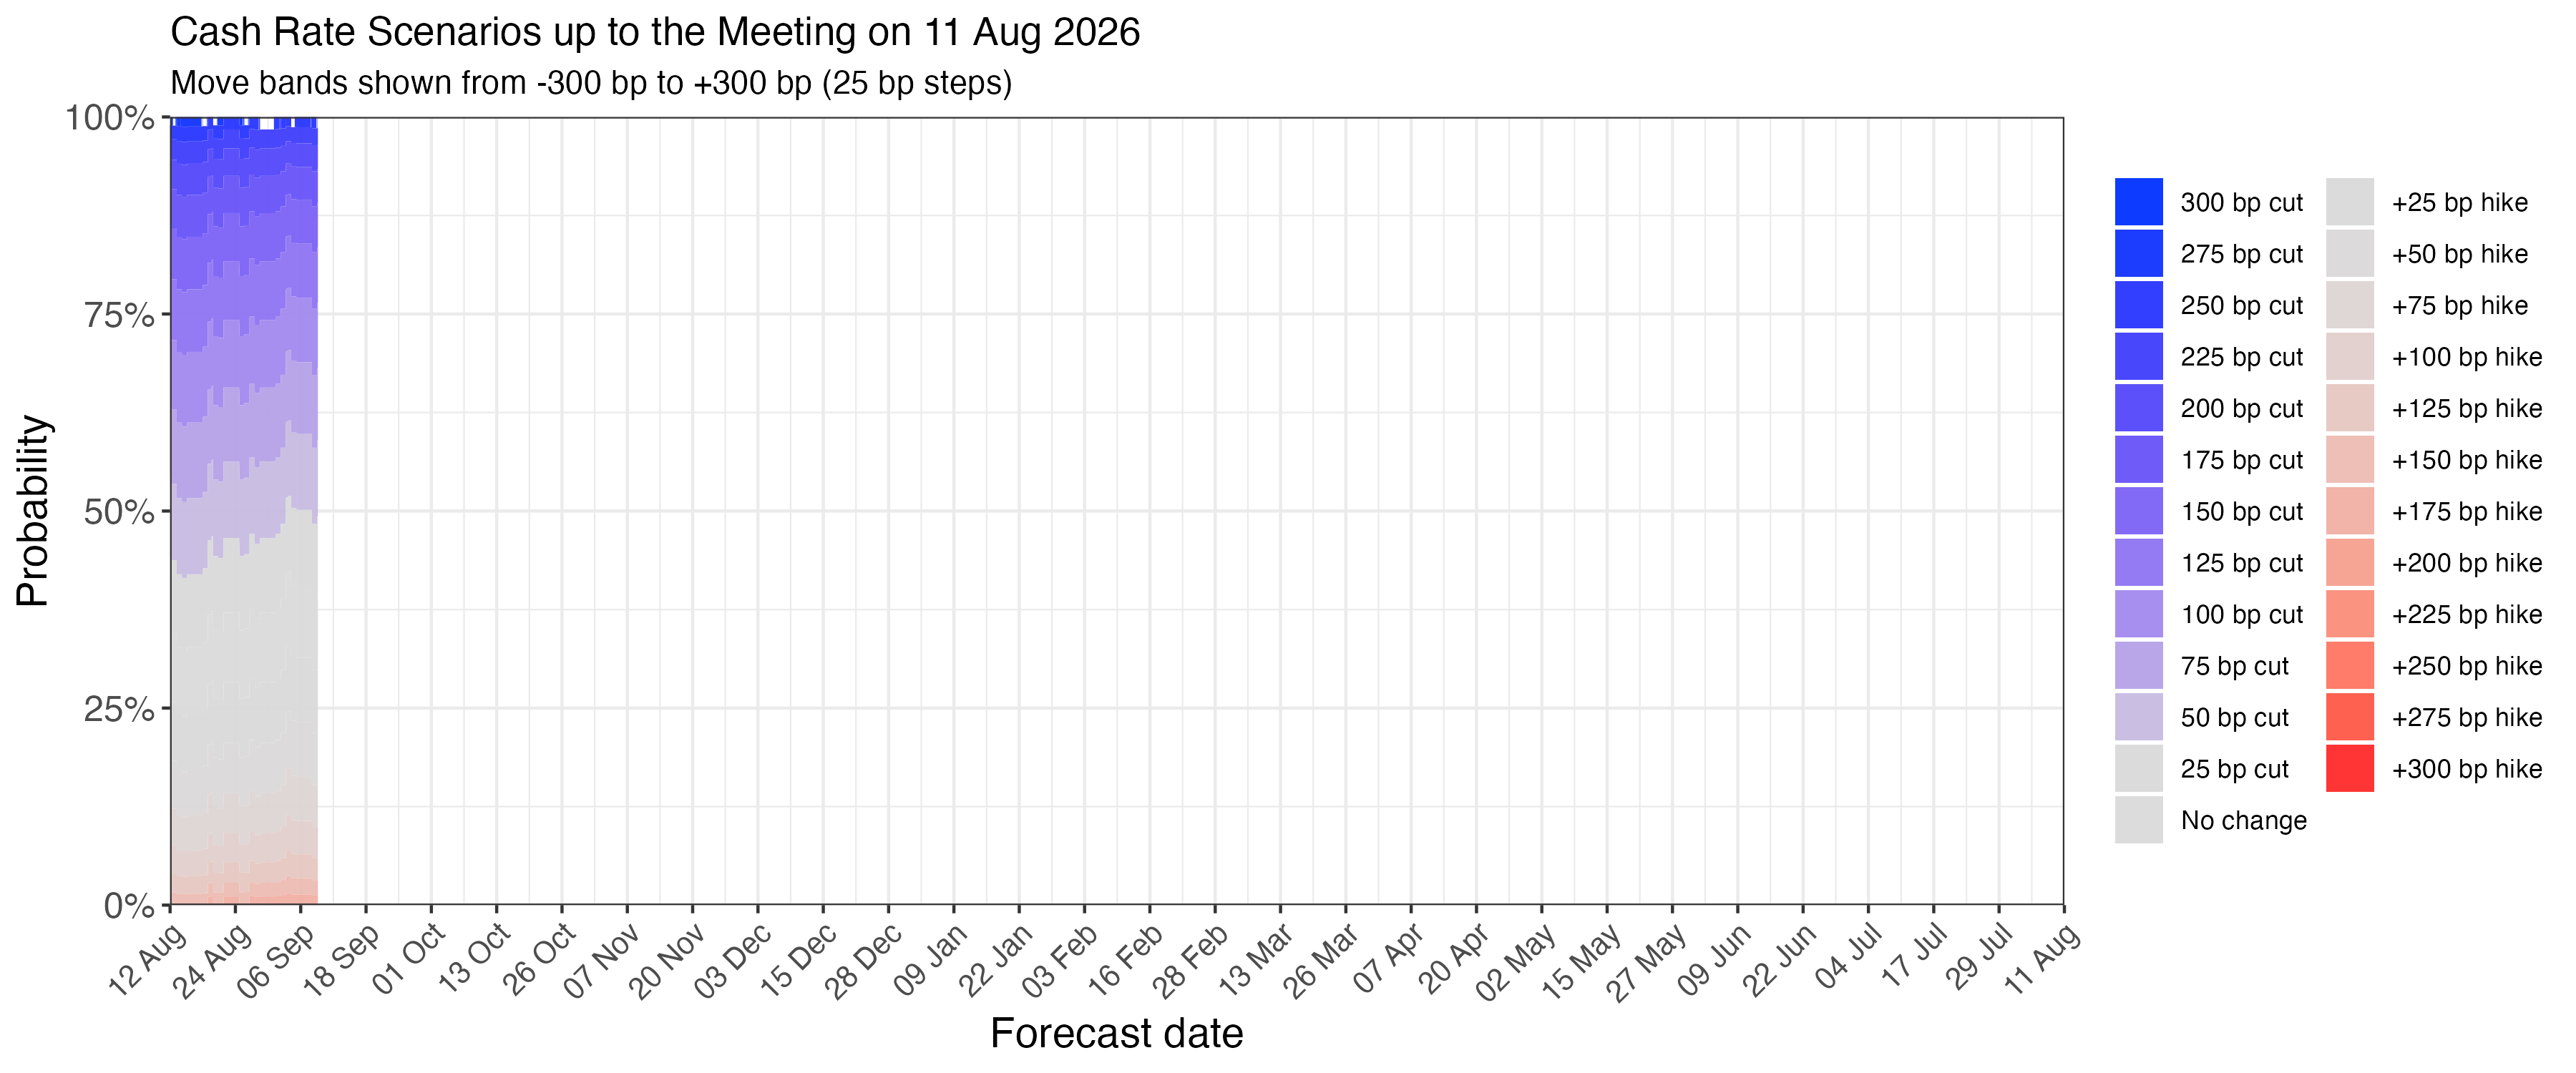 Cash Rate Scenarios up to the Meeting on 11 Aug 2026
Move bands shown from -300 bp to +300 bp (25 bp steps)
Probability
100%
75%
50%
25%
0%
12 Aug
24 Aug
06 Sep
18 Sep
01 Oct
13 Oct
26 Oct
07 Nov
20 Nov
03 Dec
15 Dec
28 Dec
09 Jan
22 Jan
03 Feb
16 Feb
28 Feb
13 Mar
26 Mar
07 Apr
20 Apr
02 May
15 May
27 May
09 Jun
22 Jun
04 Jul
17 Jul
29 Jul
11 Aug
Forecast date
300 bp cut
275 bp cut
250 bp cut
225 bp cut
200 bp cut
175 bp cut
150 bp cut
125 bp cut
100 bp cut
75 bp cut
50 bp cut
25 bp cut
No change
+25 bp hike
+50 bp hike
+75 bp hike
+100 bp hike
+125 bp hike
+150 bp hike
+175 bp hike
+200 bp hike
+225 bp hike
+250 bp hike
+275 bp hike
+300 bp hike